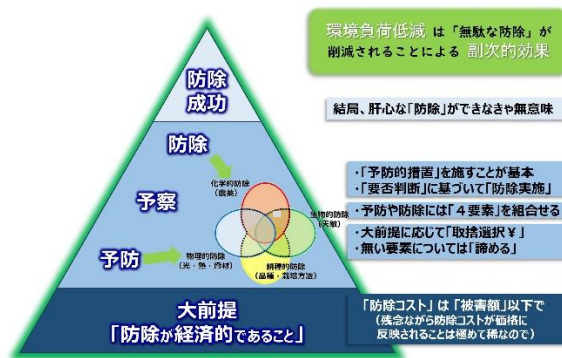 環境負荷低減 は「無駄な防除」が
削減されることによる 副次的効果
防除
成功
結局、肝心な「防除」ができなきゃ無意味
防除
化学的防除
(農薬)
予察
生物的防除
(天敵)
予防
物理的防除
(光・熱・資材)
耕種的防除
(品種・栽培方法)
・「予防的措置」を施すことが基本
・「要否判断」に基づいて「防除実施」
・予防や防除には「4要素」を組合せる
・大前提に応じて「取捨選択¥」
・無い要素については「諦める」
大前提
「防除が経済的であること」
「防除コスト」は「被害額」以下で
(残念ながら防除コストが価格に
反映されることは極めて稀なので)